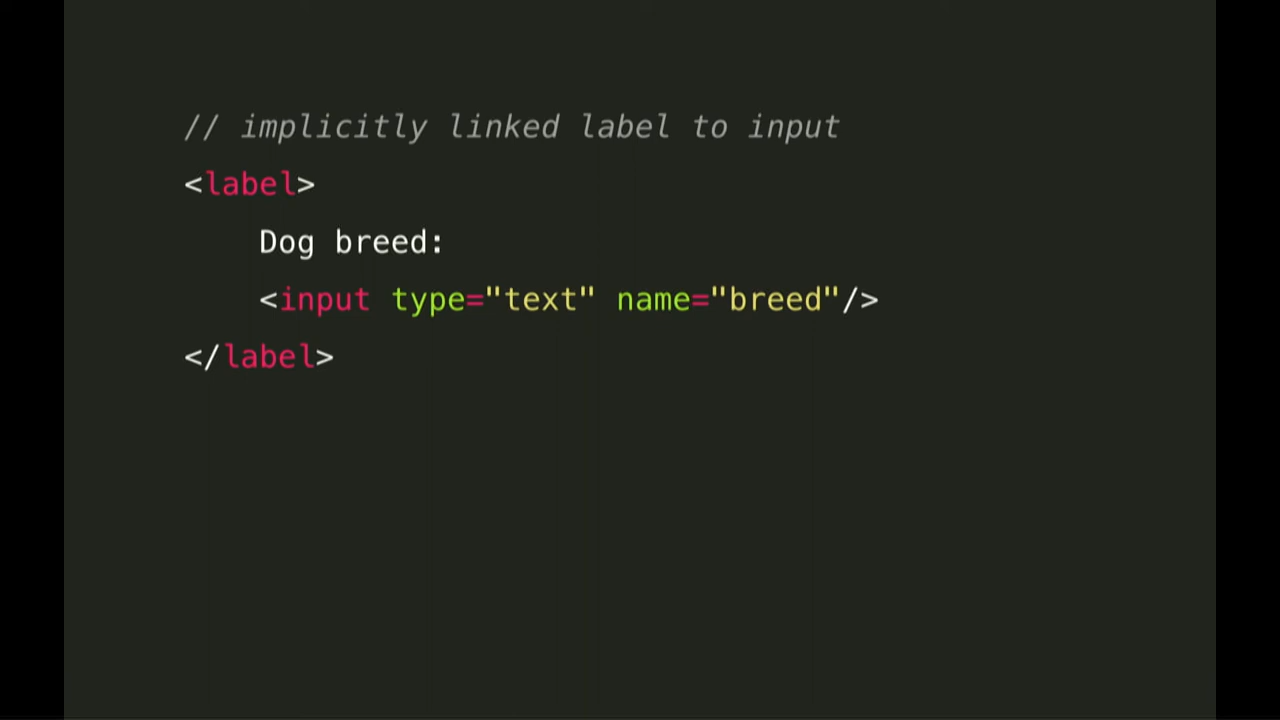 // implicitly linked label to input
<label>
Dog breed:
<input type="text" name="breed"/>
</label>